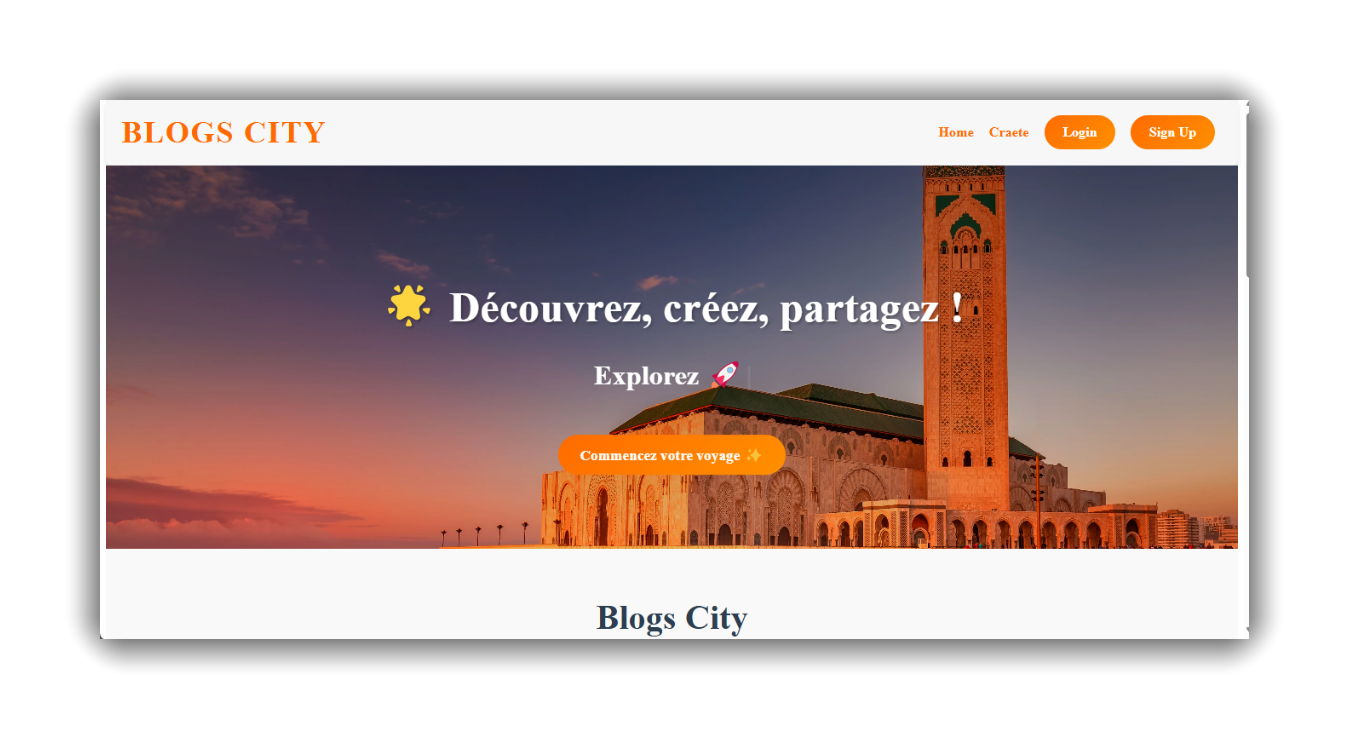 BLOGS CITY
Home Craete Login Sign Up
🌟 Découvrez, créez, partagez !
Explorez 🚀
Commencez votre voyage ✨
Blogs City